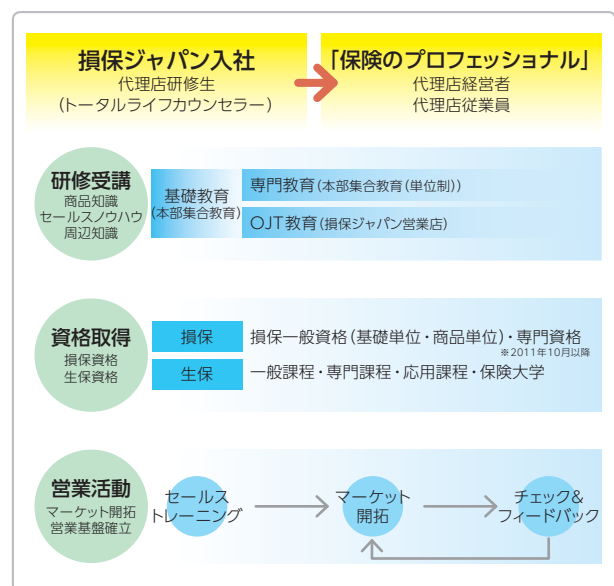 損保ジャパン入社
代理店研修生
(トータルライフカウンセラー)
「保険のプロフェッショナル」
代理店経営者
代理店従業員
研修受講
商品知識
セールスノウハウ
周辺知識
基礎教育
(本部集合教育)
専門教育(本部集合教育(単位制))
OJT教育(損保ジャパン営業店)
資格取得
損保資格
生保資格
損保
損保一般資格(基礎単位・商品単位)・専門資格
※2011年10月以降
生保
一般課程・専門課程・応用課程・保険大学
営業活動
マーケット開拓
営業基盤確立
セールス
トレーニング
マーケット
開拓
チェック&
フィードバック